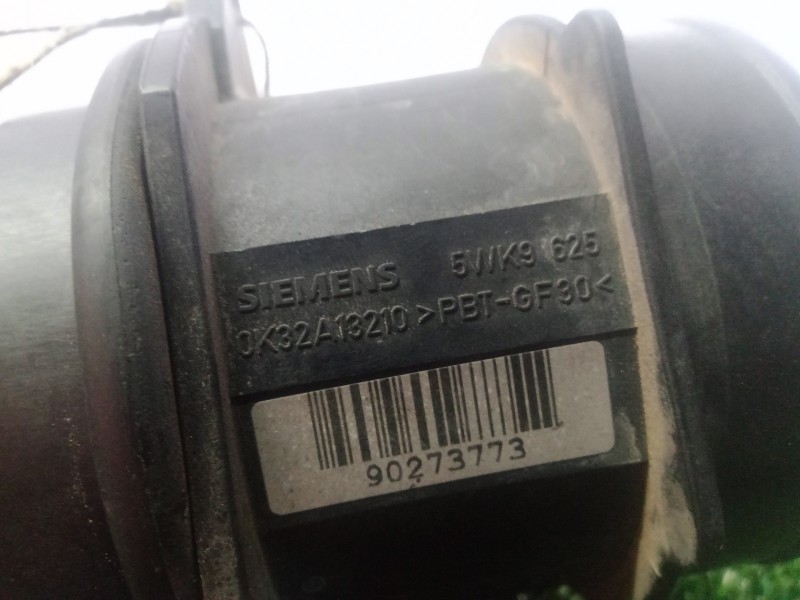 SIEMENS 5WK9 625
0K32A13210 >PBT-GF30<
90273773